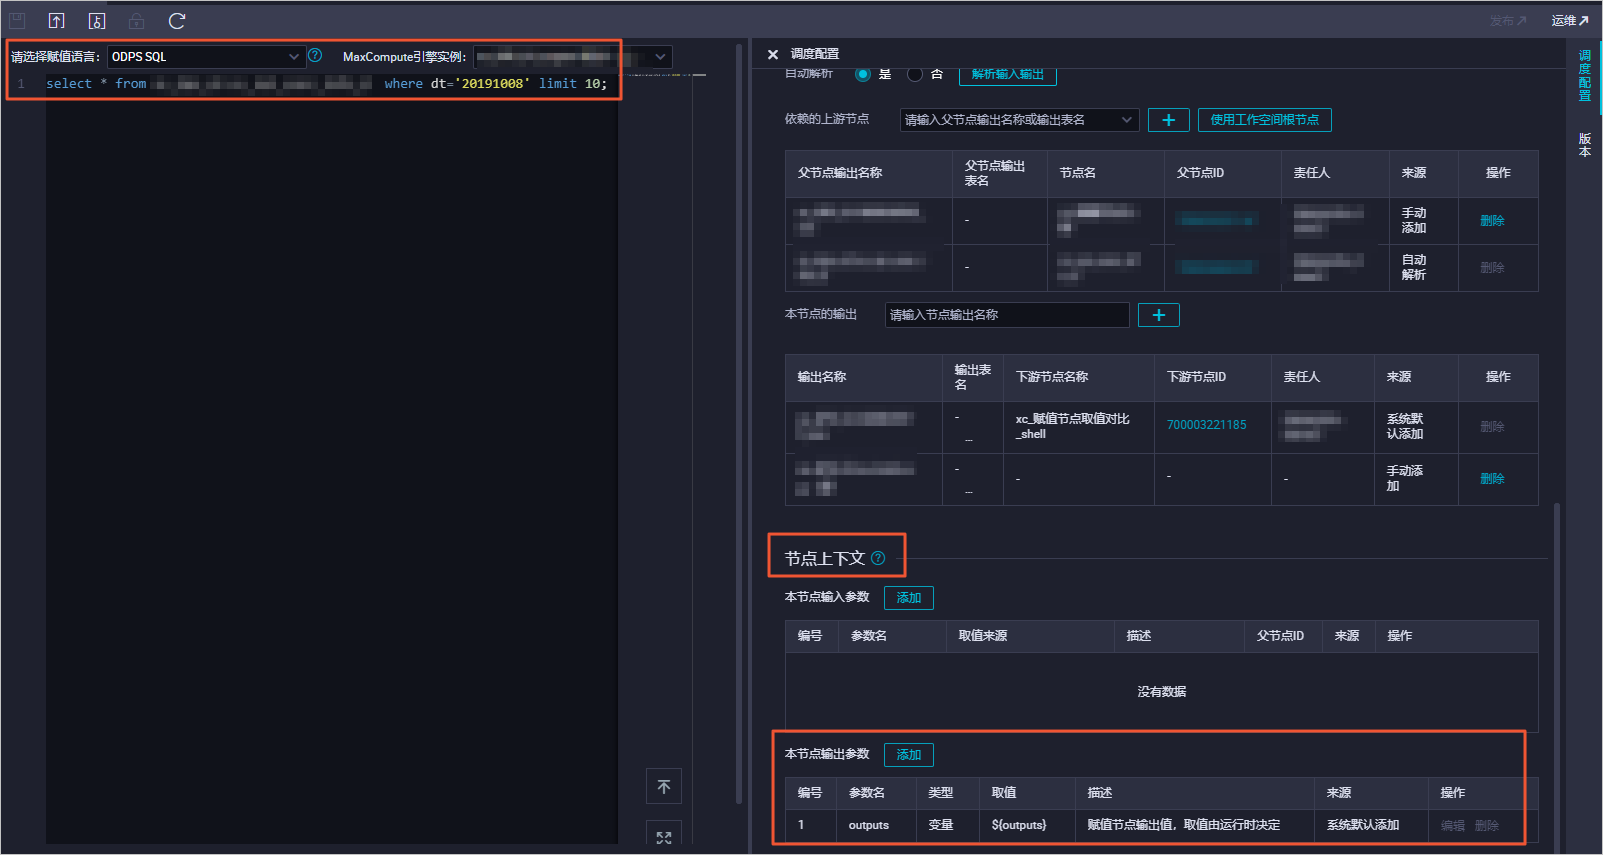 发布
运维
请选择赋值语言：
ODPS SQL
MaxCompute引擎实例：
1
select * from
where dt='20191008' limit 10;
调度配置
自动解析
是
否
解析输入输出
依赖的上游节点
请输入父节点输出名称或输出表名
使用工作空间根节点
父节点输出名称
父节点输出表名
节点名
父节点ID
责任人
来源
操作
-
手动添加
删除
-
自动解析
删除
本节点的输出
请输入节点输出名称
输出名称
输出表名
下游节点名称
下游节点ID
责任人
来源
操作
-
...
xc_赋值节点取值对比_shell
700003221185
系统默认添加
删除
-
...
-
-
-
手动添加
删除
节点上下文
本节点输入参数
添加
编号
参数名
取值来源
描述
父节点ID
来源
操作
没有数据
本节点输出参数
添加
编号
参数名
类型
取值
描述
来源
操作
1
outputs
变量
${outputs}
赋值节点输出值，取值由运行时决定
系统默认添加
编辑
删除
调度配置
版本